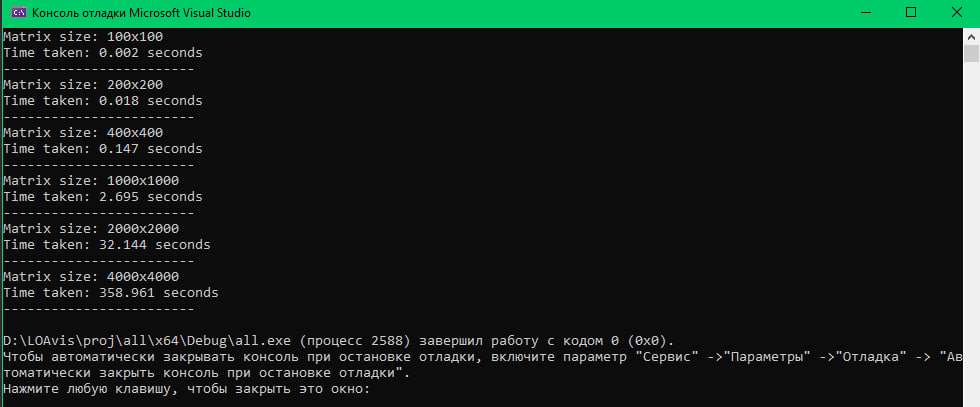 Консоль отладки Microsoft Visual Studio
Matrix size: 100x100
Time taken: 0.002 seconds
------------------------
Matrix size: 200x200
Time taken: 0.018 seconds
------------------------
Matrix size: 400x400
Time taken: 0.147 seconds
------------------------
Matrix size: 1000x1000
Time taken: 2.695 seconds
------------------------
Matrix size: 2000x2000
Time taken: 32.144 seconds
------------------------
Matrix size: 4000x4000
Time taken: 358.961 seconds
------------------------
D:\LOAvis\proj\all\x64\Debug\all.exe (процесс 2588) завершил работу с кодом 0 (0x0).
Чтобы автоматически закрывать консоль при остановке отладки, включите параметр "Сервис" ->"Параметры" ->"Отладка" -> "Ав
томатически закрыть консоль при остановке отладки".
Нажмите любую клавишу, чтобы закрыть это окно: